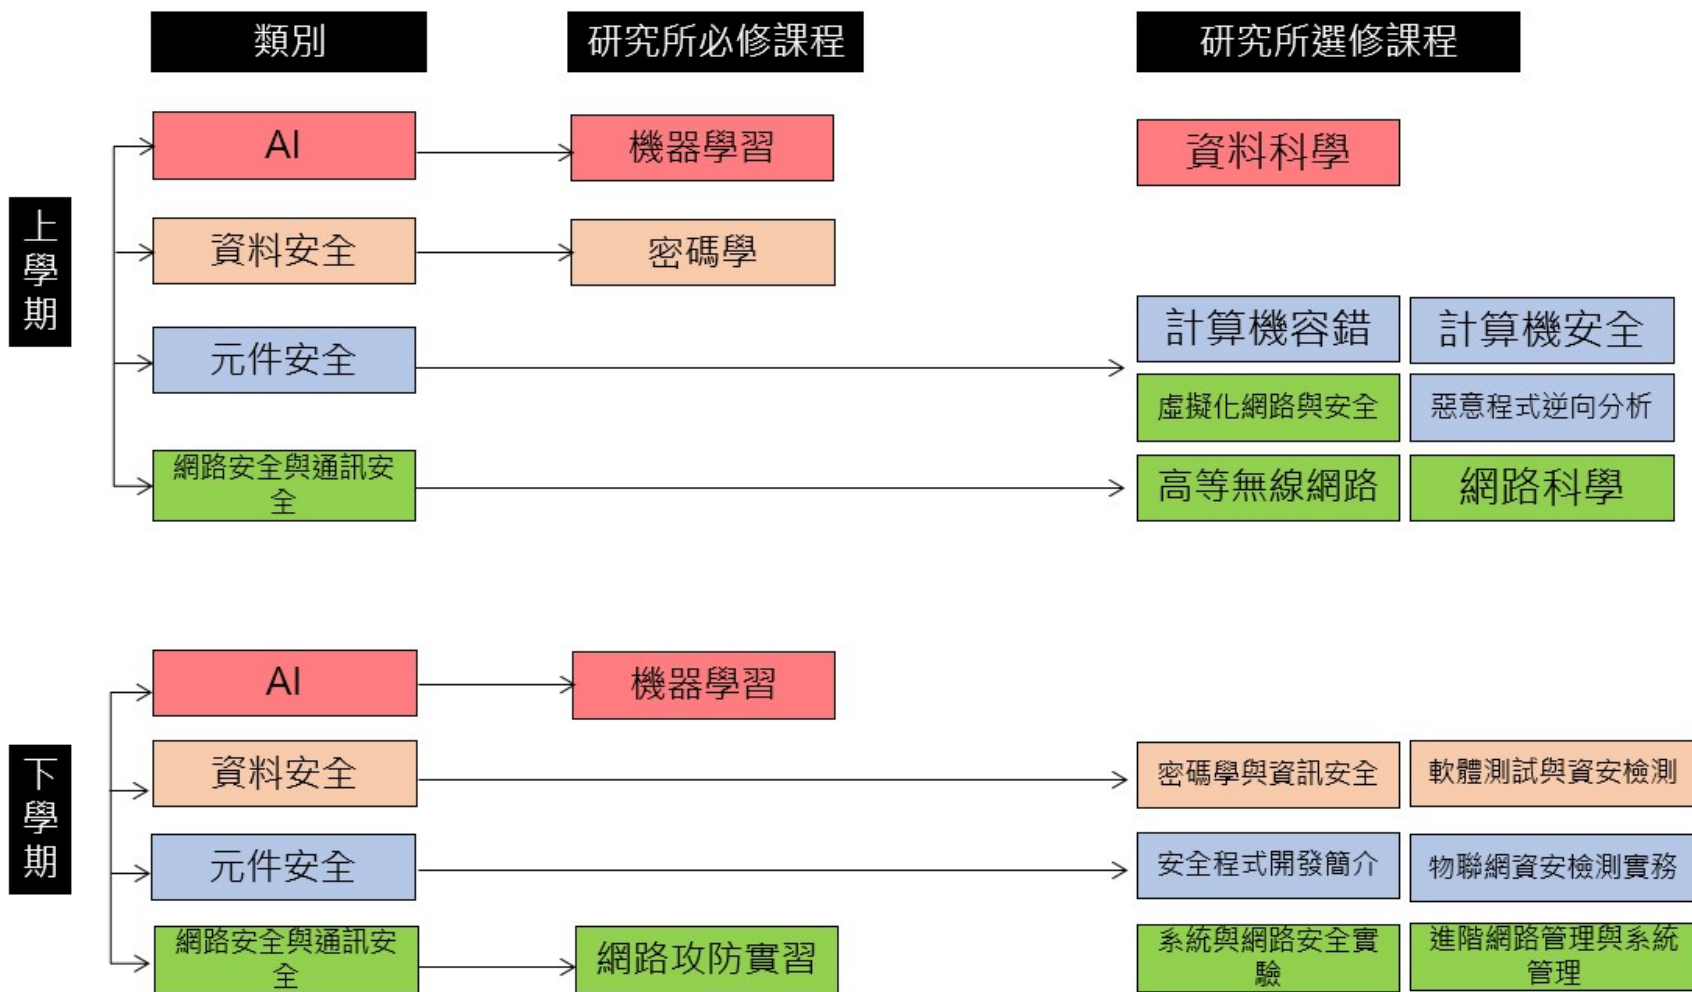 類別
研究所必修課程
研究所選修課程
上學期
AI
機器學習
資料科學
資料安全
密碼學
元件安全
計算機容錯
計算機安全
虛擬化網路與安全
惡意程式逆向分析
網路安全與通訊安
全
高等無線網路
網路科學
下學期
AI
機器學習
資料安全
密碼學與資訊安全
軟體測試與資安檢測
元件安全
安全程式開發簡介
物聯網資安檢測實務
網路安全與通訊安
全
網路攻防實習
系統與網路安全實
驗
進階網路管理與系統
管理